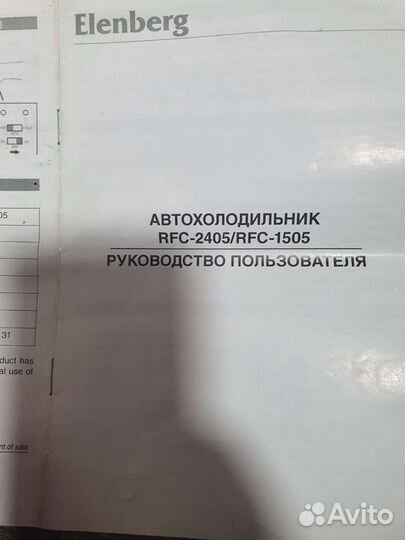 Elenberg
АВТОХОЛОДИЛЬНИК
RFC-2405/RFC-1505
РУКОВОДСТВО ПОЛЬЗОВАТЕЛЯ
05
31
duct has
al use of
nt of sale
Avito